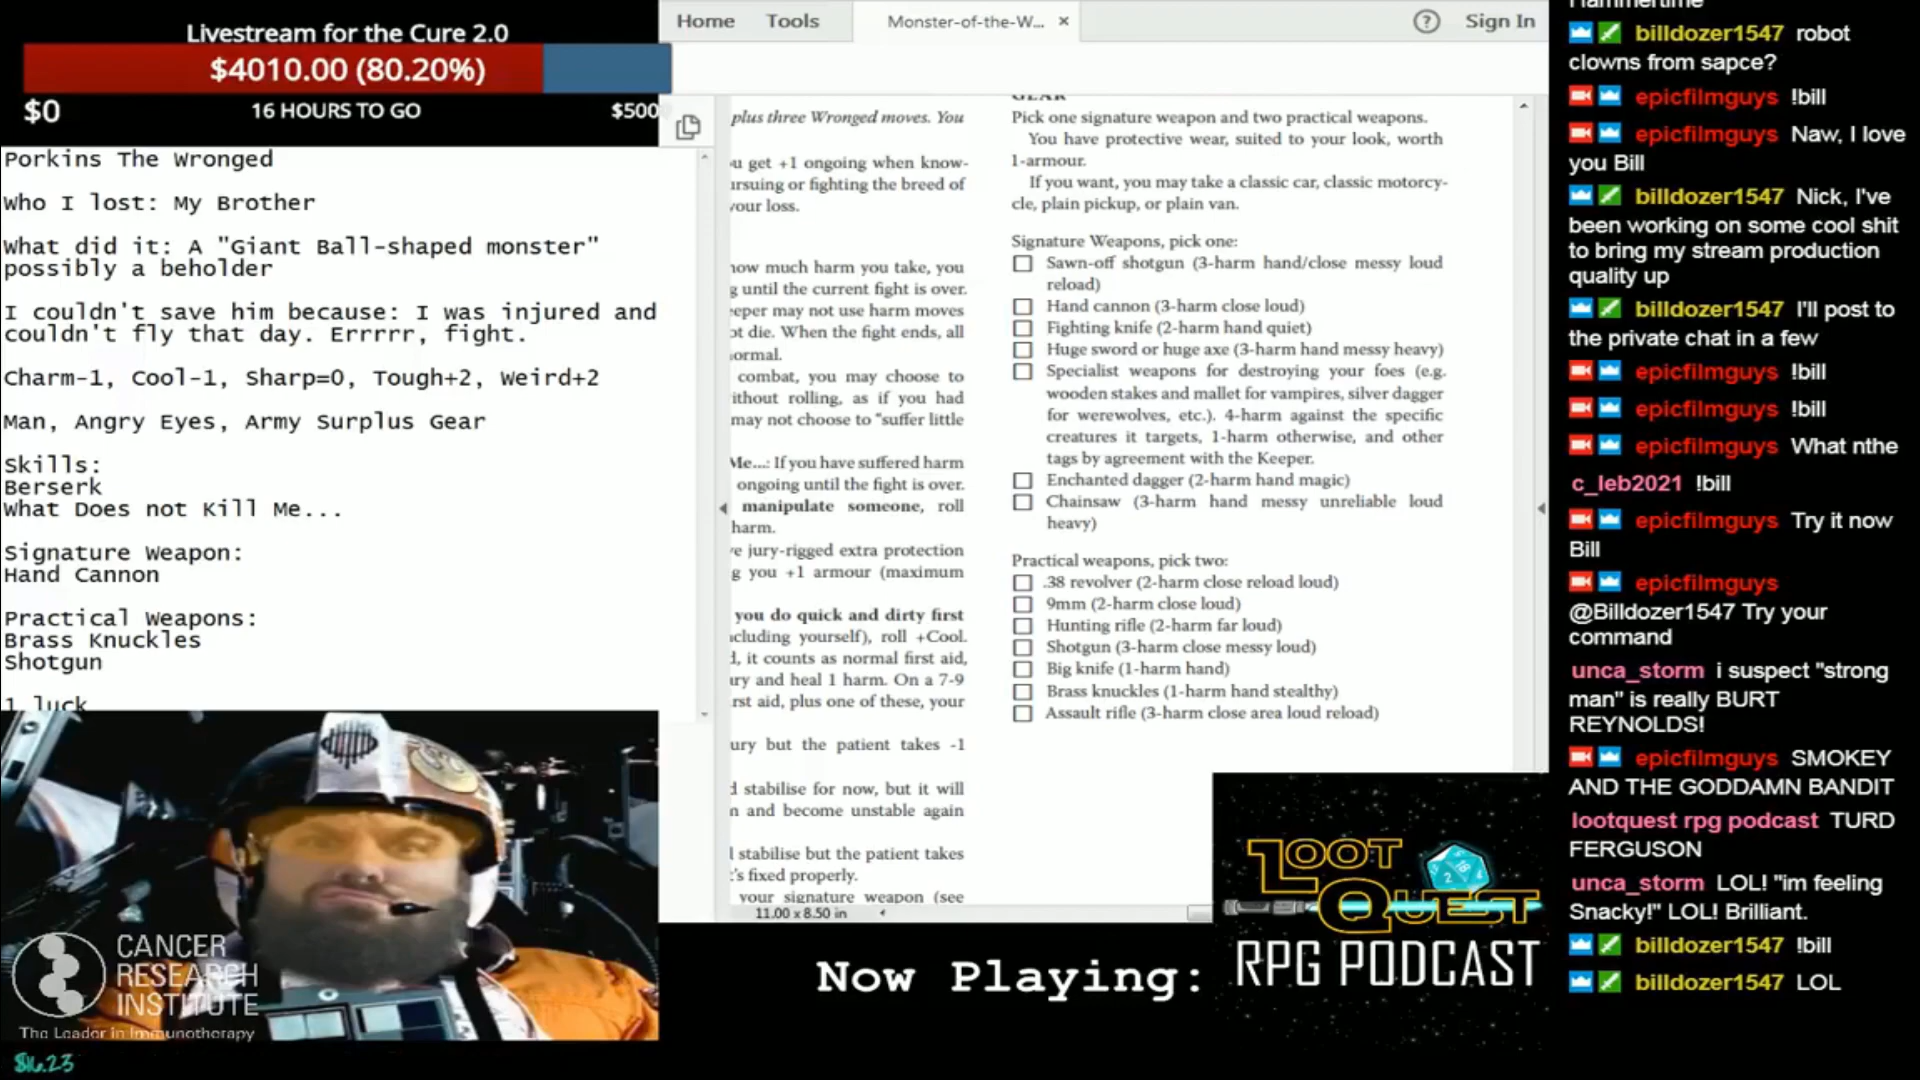 Livestream for the Cure 2.0
$4010.00 (80.20%)
$0
16 HOURS TO GO
$500
Porkins The Wronged
Who I lost: My Brother
What did it: A "Giant Ball-shaped monster"
possibly a beholder
I couldn't save him because: I was injured and
couldn't fly that day. Errrrr, fight.
Charm-1, Cool-1, Sharp=0, Tough+2, Weird+2
Man, Angry Eyes, Army Surplus Gear
Skills:
Berserk
What Does not Kill Me...
Signature Weapon:
Hand Cannon
Practical Weapons:
Brass Knuckles
Shotgun
1 luck
CANCER
RESEARCH
INSTITUTE
The Leader in Immunotherapy
$16.23
Home
Tools
Monster-of-the-W...
×
?
Sign In
plus three Wronged moves. You
u get +1 ongoing when know-
ursuing or fighting the breed of
your loss.
how much harm you take, you
g until the current fight is over.
eeper may not use harm moves
ot die. When the fight ends, all
ormal.
combat, you may choose to
ithout rolling, as if you had
may not choose to "suffer little
Me...: If you have suffered harm
ongoing until the fight is over.
manipulate someone, roll
harm.
e jury-rigged extra protection
g you +1 armour (maximum
you do quick and dirty first
ncluding yourself), roll +Cool.
d, it counts as normal first aid,
ury and heal 1 harm. On a 7-9
rst aid, plus one of these, your
ury but the patient takes -1
d stabilise for now, but it will
n and become unstable again
l stabilise but the patient takes
t's fixed properly.
your signature weapon (see
11.00 x 8.50 in
GEAR
Pick one signature weapon and two practical weapons.
You have protective wear, suited to your look, worth
1-armour.
If you want, you may take a classic car, classic motorcy-
cle, plain pickup, or plain van.
Signature Weapons, pick one:
Sawn-off shotgun (3-harm hand/close messy loud
reload)
Hand cannon (3-harm close loud)
Fighting knife (2-harm hand quiet)
Huge sword or huge axe (3-harm hand messy heavy)
Specialist weapons for destroying your foes (e.g.
wooden stakes and mallet for vampires, silver dagger
for werewolves, etc.). 4-harm against the specific
creatures it targets, 1-harm otherwise, and other
tags by agreement with the Keeper.
Enchanted dagger (2-harm hand magic)
Chainsaw (3-harm hand messy unreliable loud
heavy)
Practical weapons, pick two:
.38 revolver (2-harm close reload loud)
9mm (2-harm close loud)
Hunting rifle (2-harm far loud)
Shotgun (3-harm close messy loud)
Big knife (1-harm hand)
Brass knuckles (1-harm hand stealthy)
Assault rifle (3-harm close area loud reload)
Now Playing:
LOOT
QUEST
RPG PODCAST
Hammertime
billdozer1547 robot
clowns from sapce?
epicfilmguys !bill
epicfilmguys Naw, I love
you Bill
billdozer1547 Nick, I've
been working on some cool shit
to bring my stream production
quality up
billdozer1547 I'll post to
the private chat in a few
epicfilmguys !bill
epicfilmguys !bill
epicfilmguys What nthe
c_leb2021 !bill
epicfilmguys Try it now
Bill
epicfilmguys
@Billdozer1547 Try your
command
unca_storm i suspect "strong
man" is really BURT
REYNOLDS!
epicfilmguys SMOKEY
AND THE GODDAMN BANDIT
lootquest rpg podcast TURD
FERGUSON
unca_storm LOL! "im feeling
Snacky!" LOL! Brilliant.
billdozer1547 !bill
billdozer1547 LOL